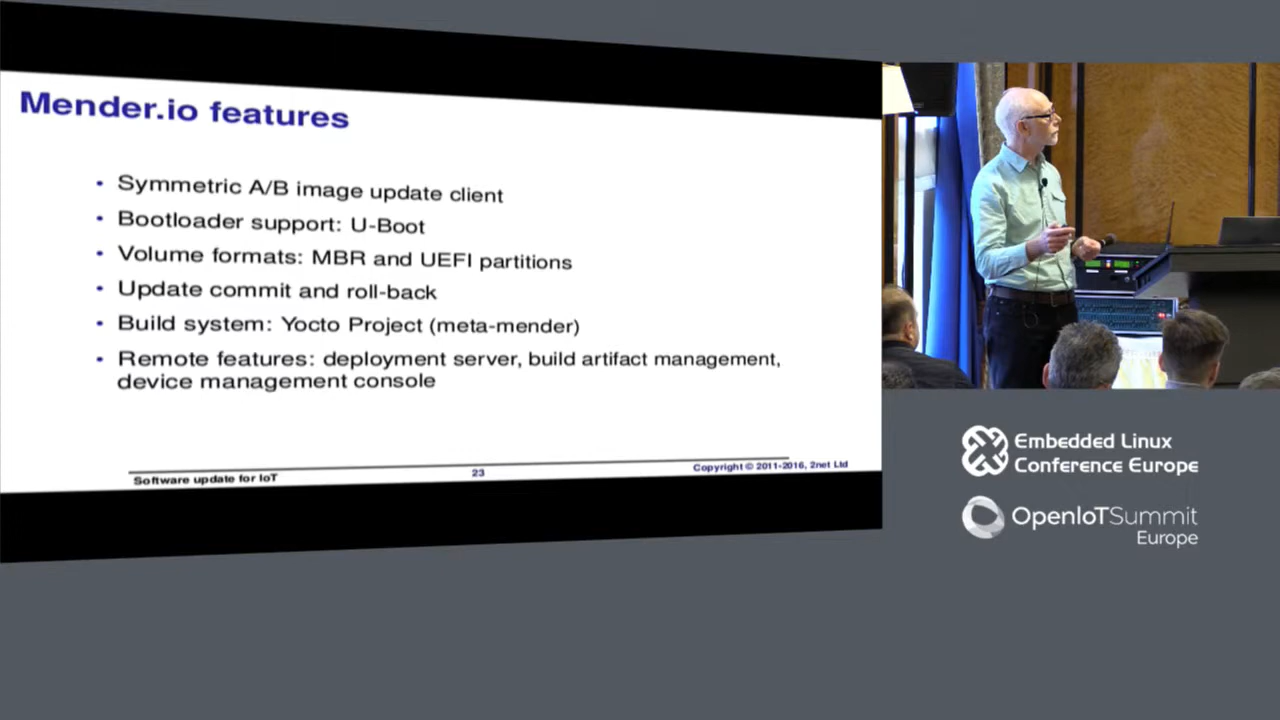 Mender.io features
• Symmetric A/B image update client
• Bootloader support: U-Boot
• Volume formats: MBR and UEFI partitions
• Update commit and roll-back
• Build system: Yocto Project (meta-mender)
• Remote features: deployment server, build artifact management,
device management console
Software update for IoT
23
Copyright © 2011-2016, 2net Ltd
Embedded Linux
Conference Europe
OpenIoTSummit
Europe